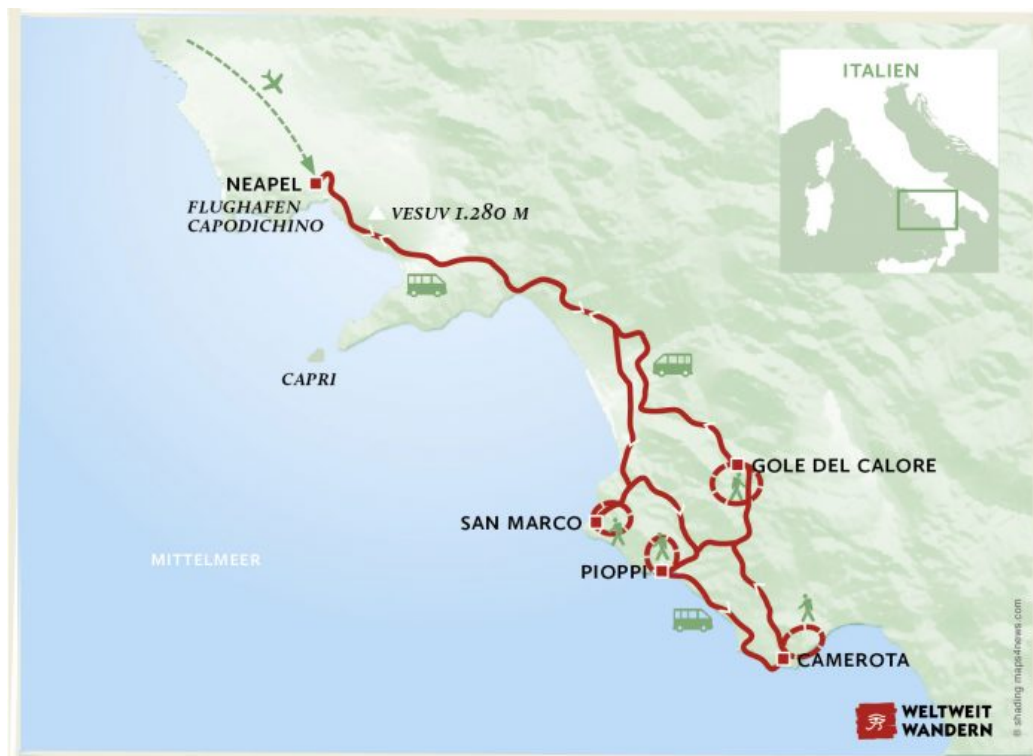 ITALIEN
NEAPEL
FLUGHAFEN
CAPODICHINO
VESUV 1.280 M
CAPRI
GOLE DEL CALORE
SAN MARCO
MITTELMEER
PIOPPI
CAMEROTA
WELTWEIT
WANDERN
© shading maps4news.com